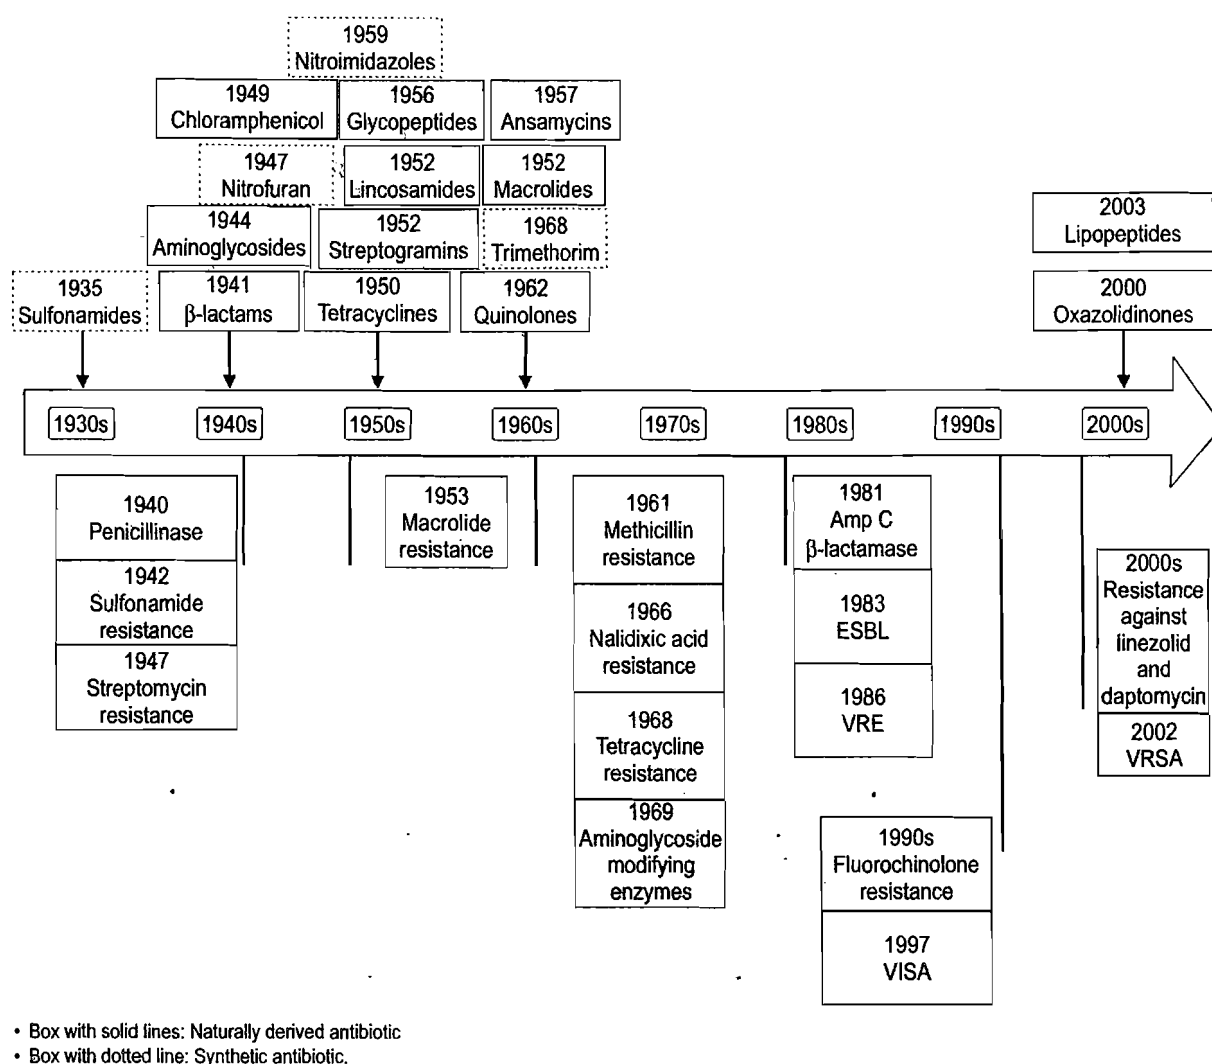 1959
Nitroimidazoles
1949
Chloramphenicol
1956
Glycopeptides
1957
Ansamycins
1947
Nitrofuran
1952
Lincosamides
1952
Macrolides
1944
Aminoglycosides
1952
Streptogramins
1968
Trimethorim
2003
Lipopeptides
1935
Sulfonamides
1941
β-lactams
1950
Tetracyclines
1962
Quinolones
2000
Oxazolidinones
1930s
1940s
1950s
1960s
1970s
1980s
1990s
2000s
1940
Penicillinase
1942
Sulfonamide
resistance
1947
Streptomycin
resistance
1953
Macrolide
resistance
1961
Methicillin
resistance
1966
Nalidixic acid
resistance
1968
Tetracycline
resistance
1969
Aminoglycoside
modifying
enzymes
1981
Amp C
β-lactamase
1983
ESBL
1986
VRE
1990s
Fluorochinolone
resistance
1997
VISA
2000s
Resistance
against
linezolid
and
daptomycin
2002
VRSA
• Box with solid lines: Naturally derived antibiotic
• Box with dotted line: Synthetic antibiotic.